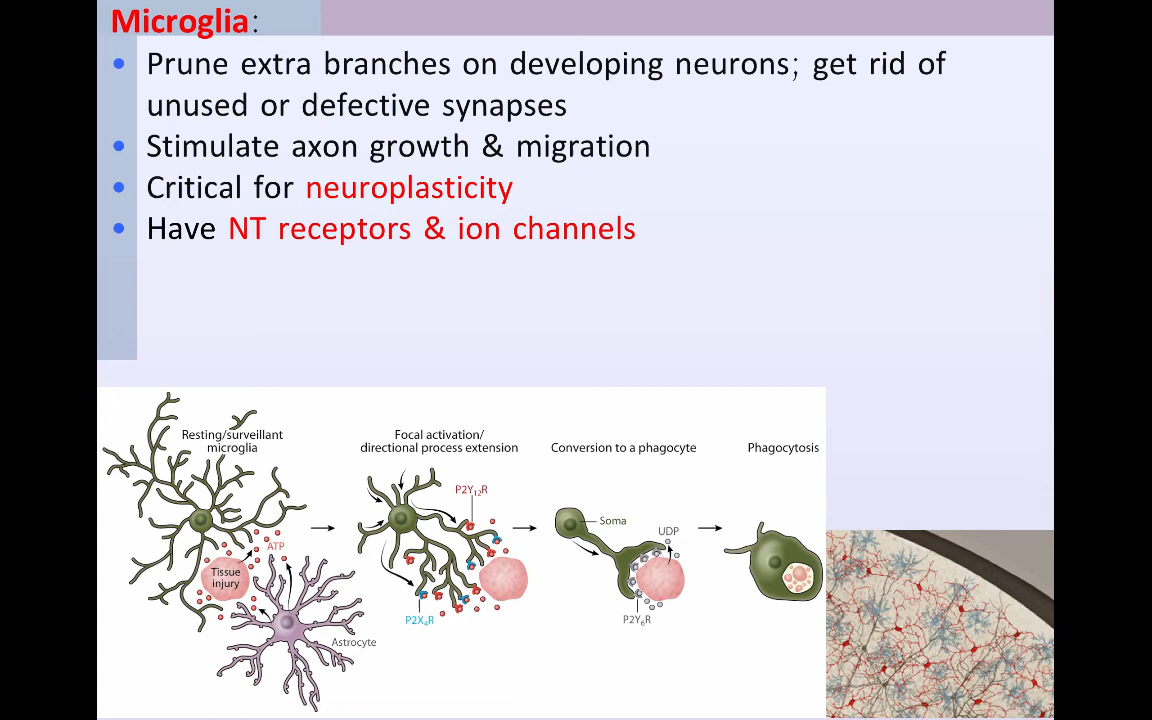 Microglia:
• Prune extra branches on developing neurons; get rid of
unused or defective synapses
• Stimulate axon growth & migration
• Critical for neuroplasticity
• Have NT receptors & ion channels
Resting/surveillant
microglia
ATP
Tissue
injury
Astrocyte
Focal activation/
directional process extension
P2Y₁₂R
P2X₄R
Conversion to a phagocyte
Soma
UDP
P2Y₆R
Phagocytosis